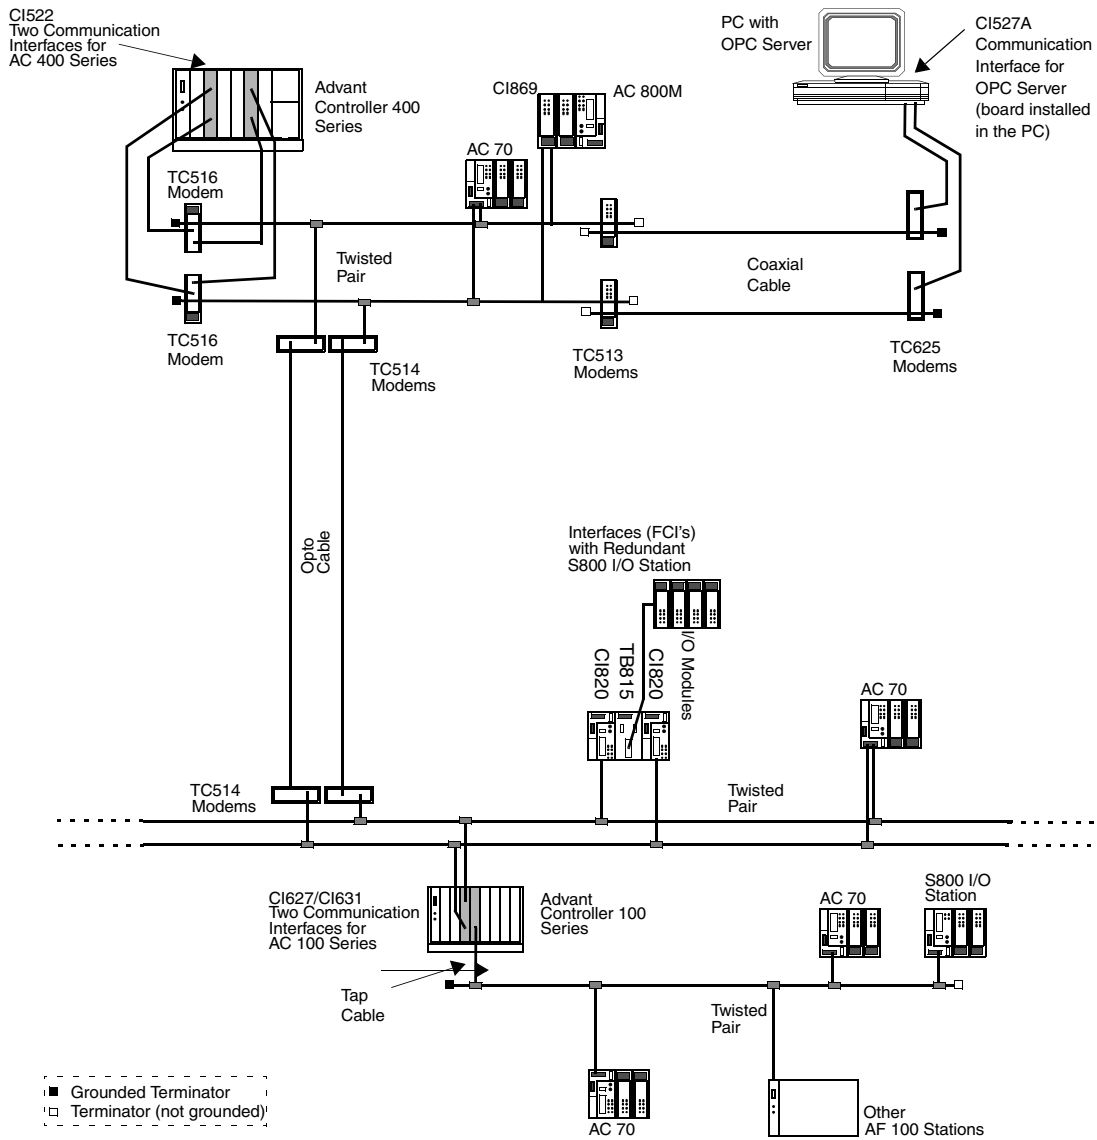 CI522
Two Communication
Interfaces for
AC 400 Series
Advant
Controller 400
Series
CI869
AC 800M
AC 70
PC with
OPC Server
CI527A
Communication
Interface for
OPC Server
(board installed
in the PC)
TC516
Modem
Twisted
Pair
Coaxial
Cable
TC516
Modem
TC514
Modems
TC513
Modems
TC625
Modems
Opto
Cable
Interfaces (FCI's)
with Redundant
S800 I/O Station
CI820
TB815
CI820
I/O Modules
AC 70
TC514
Modems
Twisted
Pair
CI627/CI631
Two Communication
Interfaces for
AC 100 Series
Advant
Controller 100
Series
AC 70
S800 I/O
Station
Tap
Cable
Twisted
Pair
AC 70
Other
AF 100 Stations
Grounded Terminator
Terminator (not grounded)